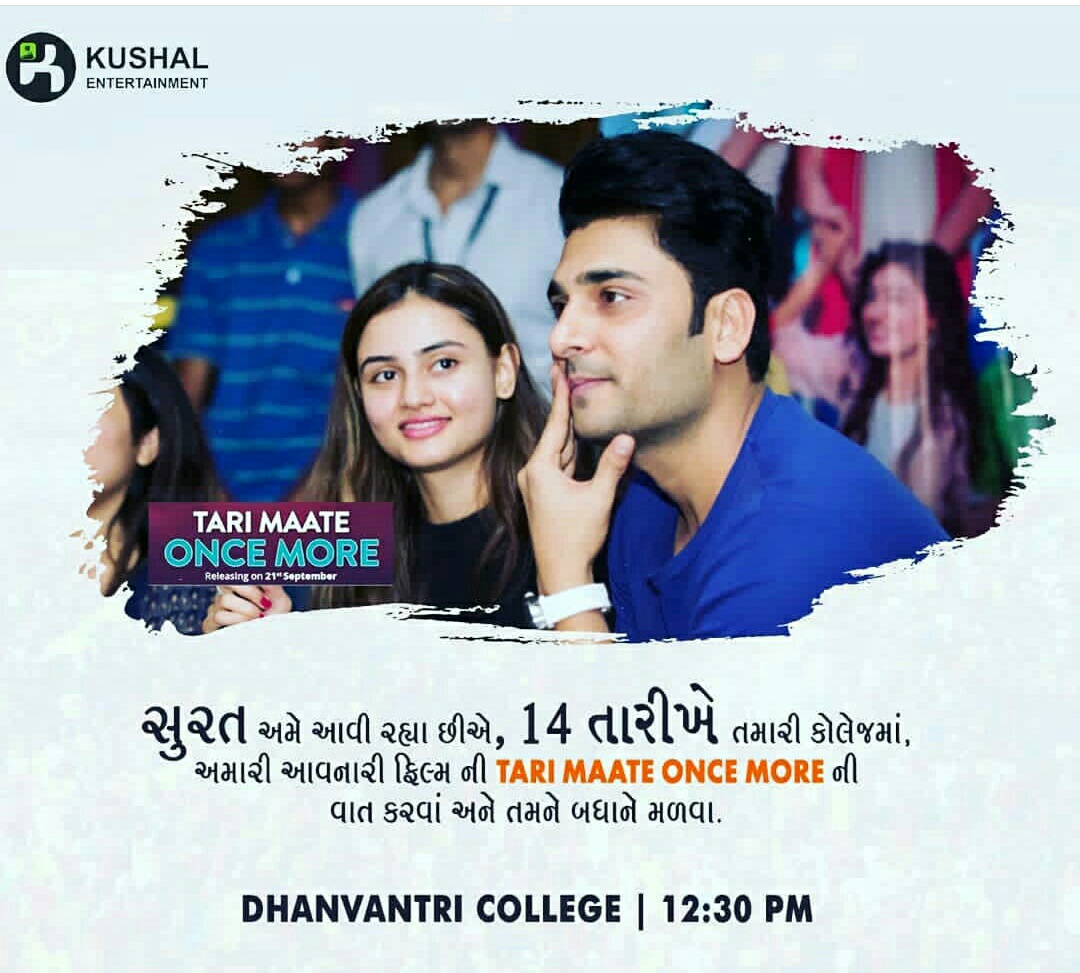 KUSHAL
ENTERTAINMENT
TARI MAATE
ONCE MORE
Releasing on 21st September
સુરત અમે આવી રહ્યા છીએ, 14 તારીખે તમારી કોલેજમાં,
અમારી આવનારી ફિલ્મ ની TARI MAATE ONCE MORE ની
વાત કરવાં અને તમને બધાને મળવા.
DHANVANTRI COLLEGE | 12:30 PM